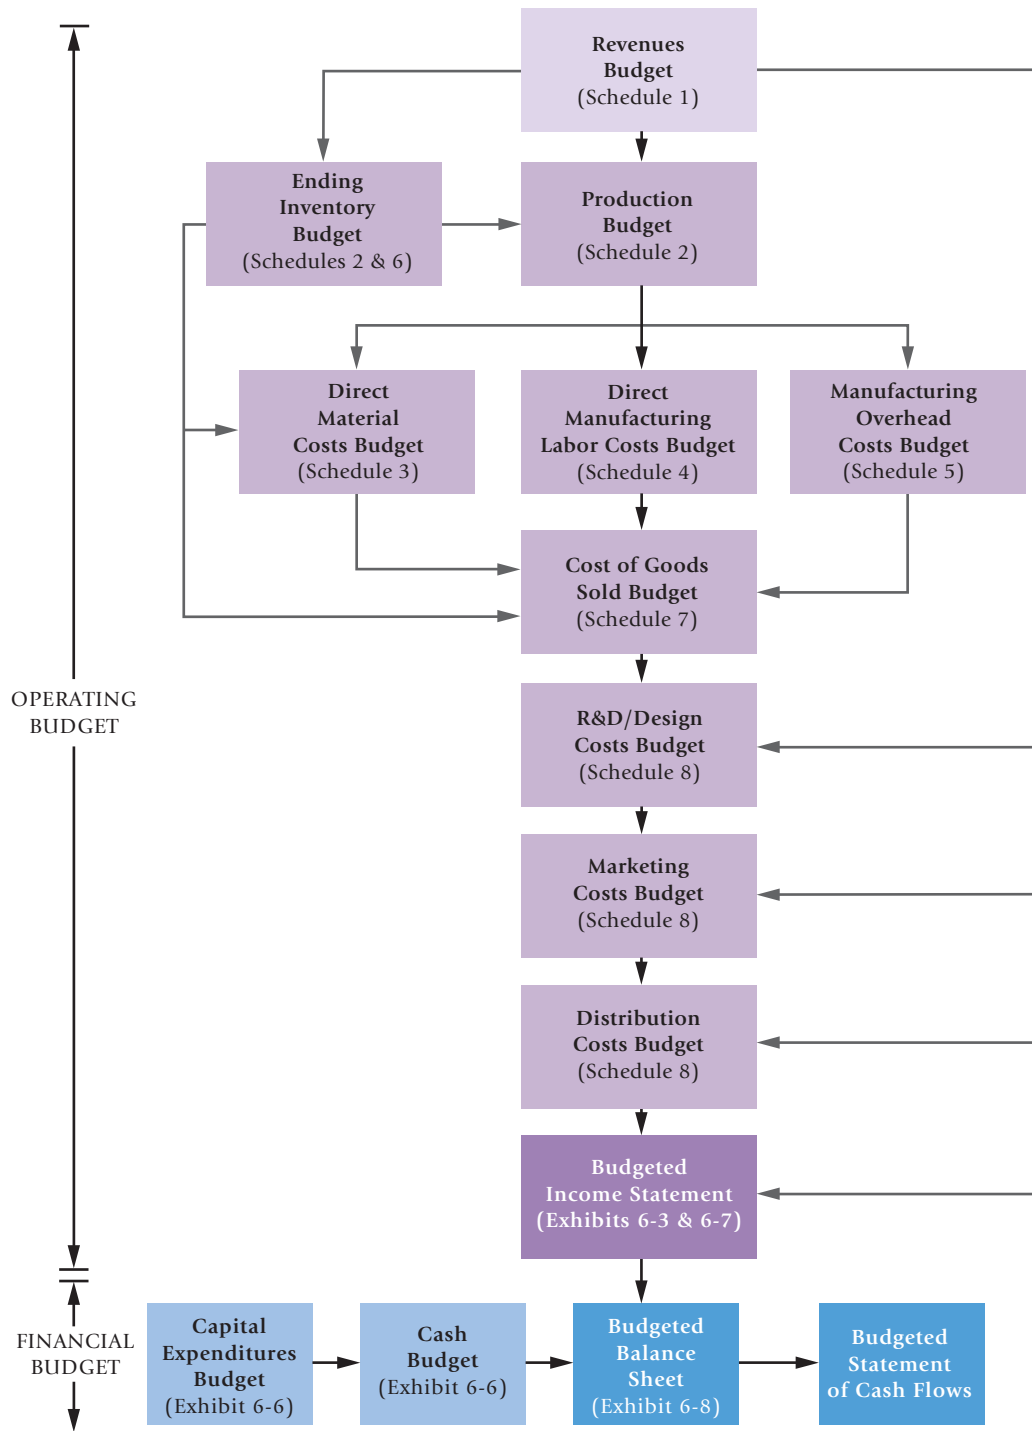 Revenues
Budget
(Schedule 1)
Ending
Inventory
Budget
(Schedules 2 & 6)
Production
Budget
(Schedule 2)
Direct
Material
Costs Budget
(Schedule 3)
Direct
Manufacturing
Labor Costs Budget
(Schedule 4)
Manufacturing
Overhead
Costs Budget
(Schedule 5)
Cost of Goods
Sold Budget
(Schedule 7)
OPERATING
BUDGET
R&D/Design
Costs Budget
(Schedule 8)
Marketing
Costs Budget
(Schedule 8)
Distribution
Costs Budget
(Schedule 8)
Budgeted
Income Statement
(Exhibits 6-3 & 6-7)
FINANCIAL
BUDGET
Capital
Expenditures
Budget
(Exhibit 6-6)
Cash
Budget
(Exhibit 6-6)
Budgeted
Balance
Sheet
(Exhibit 6-8)
Budgeted
Statement
of Cash Flows